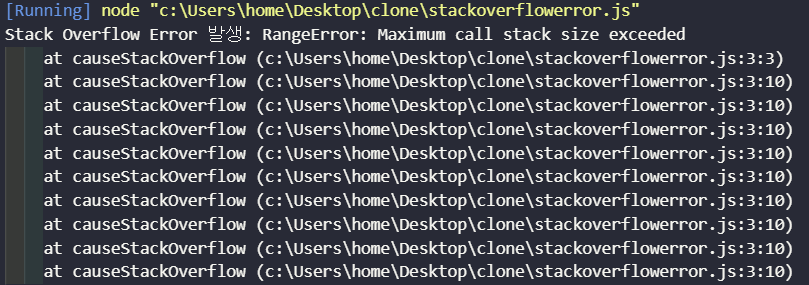 [Running] node "c:\Users\home\Desktop\clone\stackoverflowerror.js"
Stack Overflow Error 발생: RangeError: Maximum call stack size exceeded
at causeStackOverflow (c:\Users\home\Desktop\clone\stackoverflowerror.js:3:3)
at causeStackOverflow (c:\Users\home\Desktop\clone\stackoverflowerror.js:3:10)
at causeStackOverflow (c:\Users\home\Desktop\clone\stackoverflowerror.js:3:10)
at causeStackOverflow (c:\Users\home\Desktop\clone\stackoverflowerror.js:3:10)
at causeStackOverflow (c:\Users\home\Desktop\clone\stackoverflowerror.js:3:10)
at causeStackOverflow (c:\Users\home\Desktop\clone\stackoverflowerror.js:3:10)
at causeStackOverflow (c:\Users\home\Desktop\clone\stackoverflowerror.js:3:10)
at causeStackOverflow (c:\Users\home\Desktop\clone\stackoverflowerror.js:3:10)
at causeStackOverflow (c:\Users\home\Desktop\clone\stackoverflowerror.js:3:10)
at causeStackOverflow (c:\Users\home\Desktop\clone\stackoverflowerror.js:3:10)